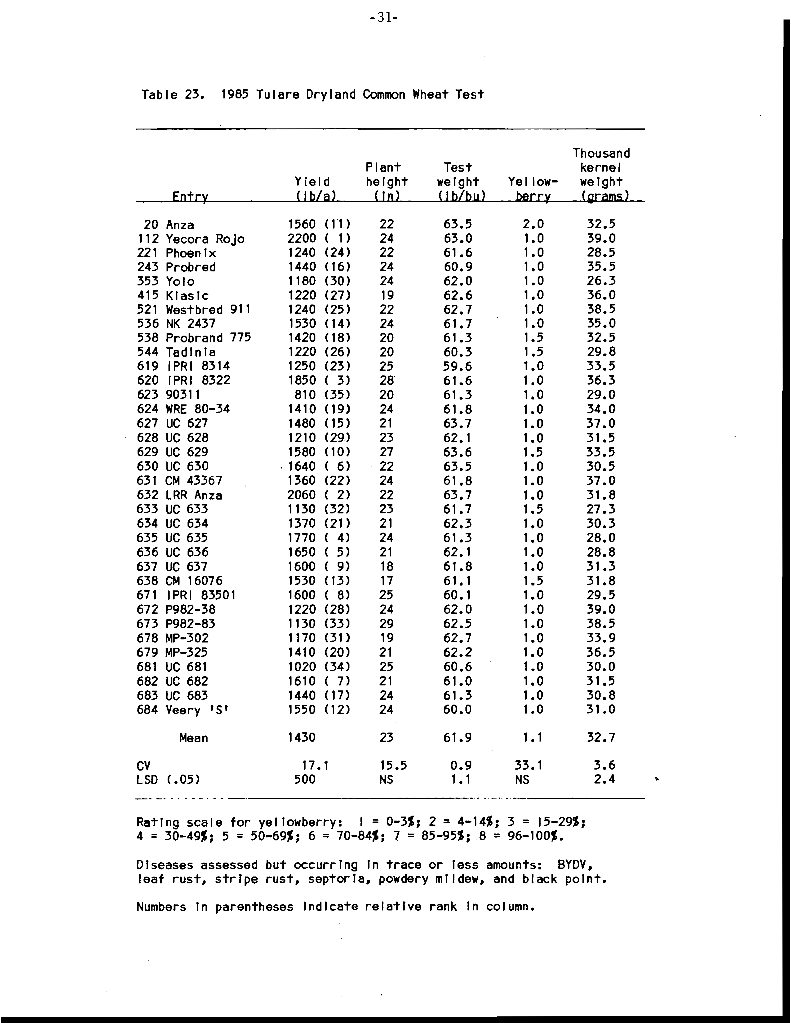 -31-
Table 23. 1985 Tulare Dryland Common Wheat Test
Thousand
Plant Test kernel
Yield height weight Yellow- weight
Entry (lb/a) (in) (lb/bu) berry (grams)
20 Anza 1560 (11) 22 63.5 2.0 32.5
112 Yecora Rojo 2200 ( 1) 24 63.0 1.0 39.0
221 Phoenix 1240 (24) 22 61.6 1.0 28.5
243 Probred 1440 (16) 24 60.9 1.0 35.5
353 Yolo 1180 (30) 24 62.0 1.0 26.3
415 Klasic 1220 (27) 19 62.6 1.0 36.0
521 Westbred 911 1240 (25) 22 62.7 1.0 38.5
536 NK 2437 1530 (14) 24 61.7 1.0 35.0
538 Probrand 775 1420 (18) 20 61.3 1.5 32.5
544 Tadinia 1220 (26) 20 60.3 1.5 29.8
619 IPRI 8314 1250 (23) 25 59.6 1.0 33.5
620 IPRI 8322 1850 ( 3) 28 61.6 1.0 36.3
623 90311 810 (35) 20 61.3 1.0 29.0
624 WRE 80-34 1410 (19) 24 61.8 1.0 34.0
627 UC 627 1480 (15) 21 63.7 1.0 37.0
628 UC 628 1210 (29) 23 62.1 1.0 31.5
629 UC 629 1580 (10) 27 63.6 1.5 33.5
630 UC 630 1640 ( 6) 22 63.5 1.0 30.5
631 CM 43367 1360 (22) 24 61.8 1.0 37.0
632 LRR Anza 2060 ( 2) 22 63.7 1.0 31.8
633 UC 633 1130 (32) 23 61.7 1.5 27.3
634 UC 634 1370 (21) 21 62.3 1.0 30.3
635 UC 635 1770 ( 4) 24 61.3 1.0 28.0
636 UC 636 1650 ( 5) 21 62.1 1.0 28.8
637 UC 637 1600 ( 9) 18 61.8 1.0 31.3
638 CM 16076 1530 (13) 17 61.1 1.5 31.8
671 IPRI 83501 1600 ( 8) 25 60.1 1.0 29.5
672 P982-38 1220 (28) 24 62.0 1.0 39.0
673 P982-83 1130 (33) 29 62.5 1.0 38.5
678 MP-302 1170 (31) 19 62.7 1.0 33.9
679 MP-325 1410 (20) 21 62.2 1.0 36.5
681 UC 681 1020 (34) 25 60.6 1.0 30.0
682 UC 682 1610 ( 7) 21 61.0 1.0 31.5
683 UC 683 1440 (17) 24 61.3 1.0 30.8
684 Veery 'S' 1550 (12) 24 60.0 1.0 31.0
Mean 1430 23 61.9 1.1 32.7
CV 17.1 15.5 0.9 33.1 3.6
LSD (.05) 500 NS 1.1 NS 2.4
Rating scale for yellowberry: 1 = 0-3%; 2 = 4-14%; 3 = 15-29%;
4 = 30-49%; 5 = 50-69%; 6 = 70-84%; 7 = 85-95%; 8 = 96-100%.
Diseases assessed but occurring in trace or less amounts: BYDV,
leaf rust, stripe rust, septoria, powdery mildew, and black point.
Numbers in parentheses indicate relative rank in column.